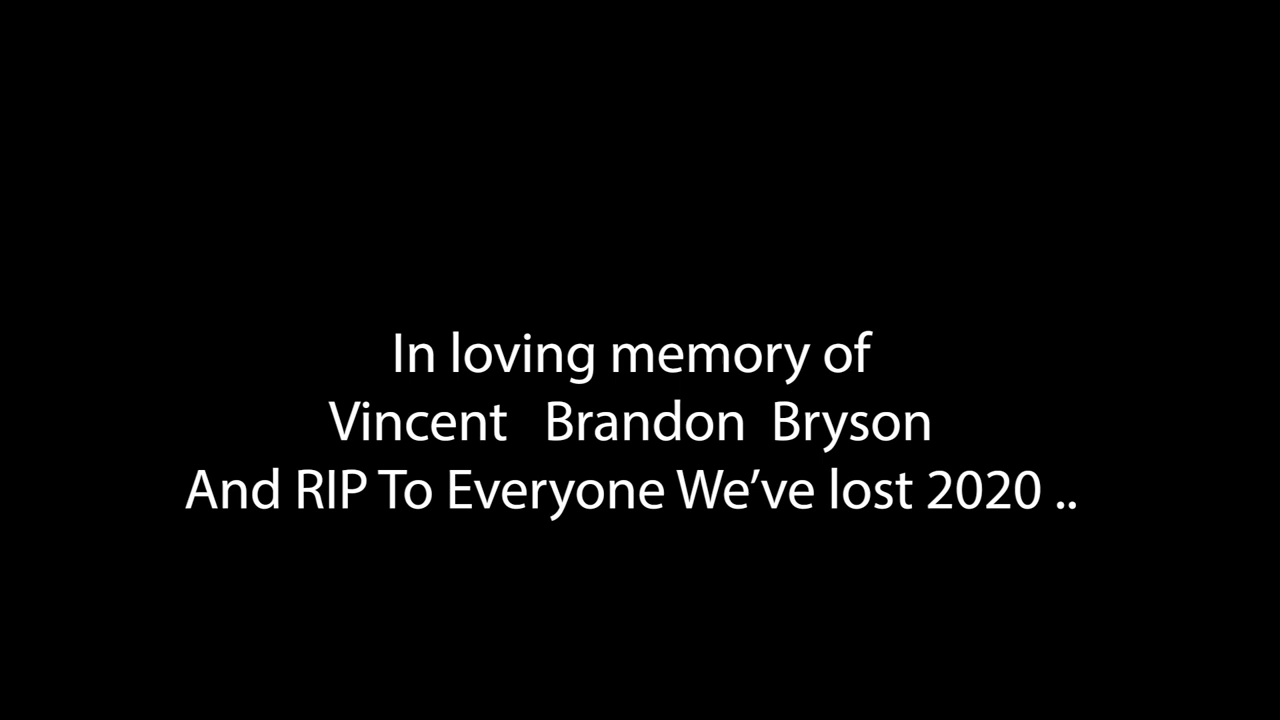 In loving memory of
Vincent   Brandon  Bryson
And RIP To Everyone We’ve lost 2020 ..